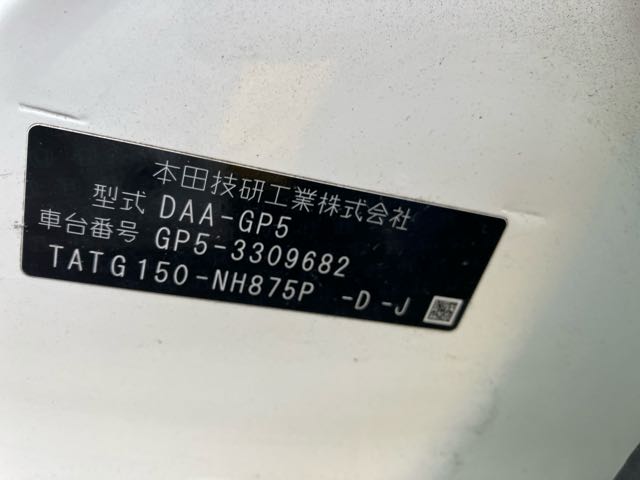 本田技研工業株式会社
型式 DAA-GP5
車台番号 GP5-3309682
TATG150-NH875P -D-J